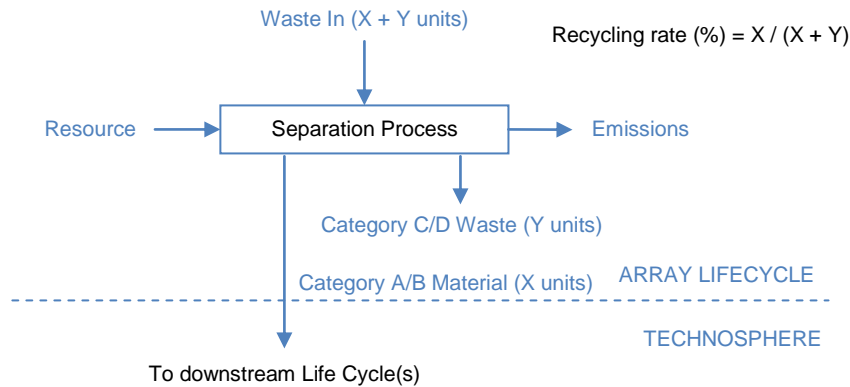 Waste In (X + Y units)
Recycling rate (%) = X / (X + Y)
Resource
Separation Process
Emissions
Category C/D Waste (Y units)
Category A/B Material (X units)
ARRAY LIFECYCLE
TECHNOSPHERE
To downstream Life Cycle(s)